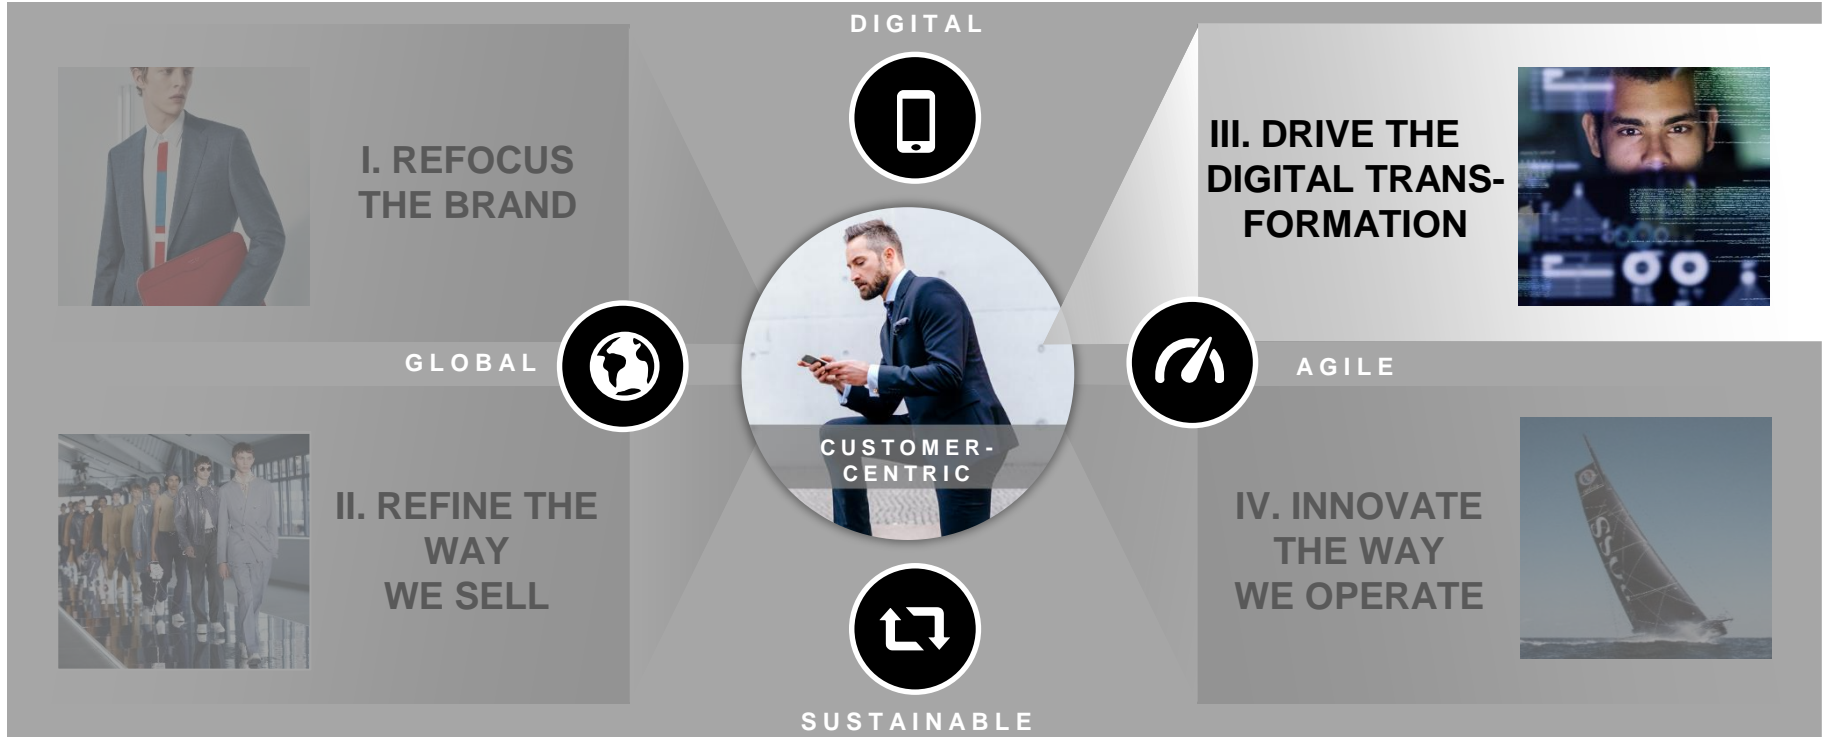 DIGITAL
I. REFOCUS
THE BRAND
III. DRIVE THE
DIGITAL TRANS-
FORMATION
GLOBAL
AGILE
CUSTOMER-
CENTRIC
II. REFINE THE
WAY
WE SELL
IV. INNOVATE
THE WAY
WE OPERATE
SUSTAINABLE